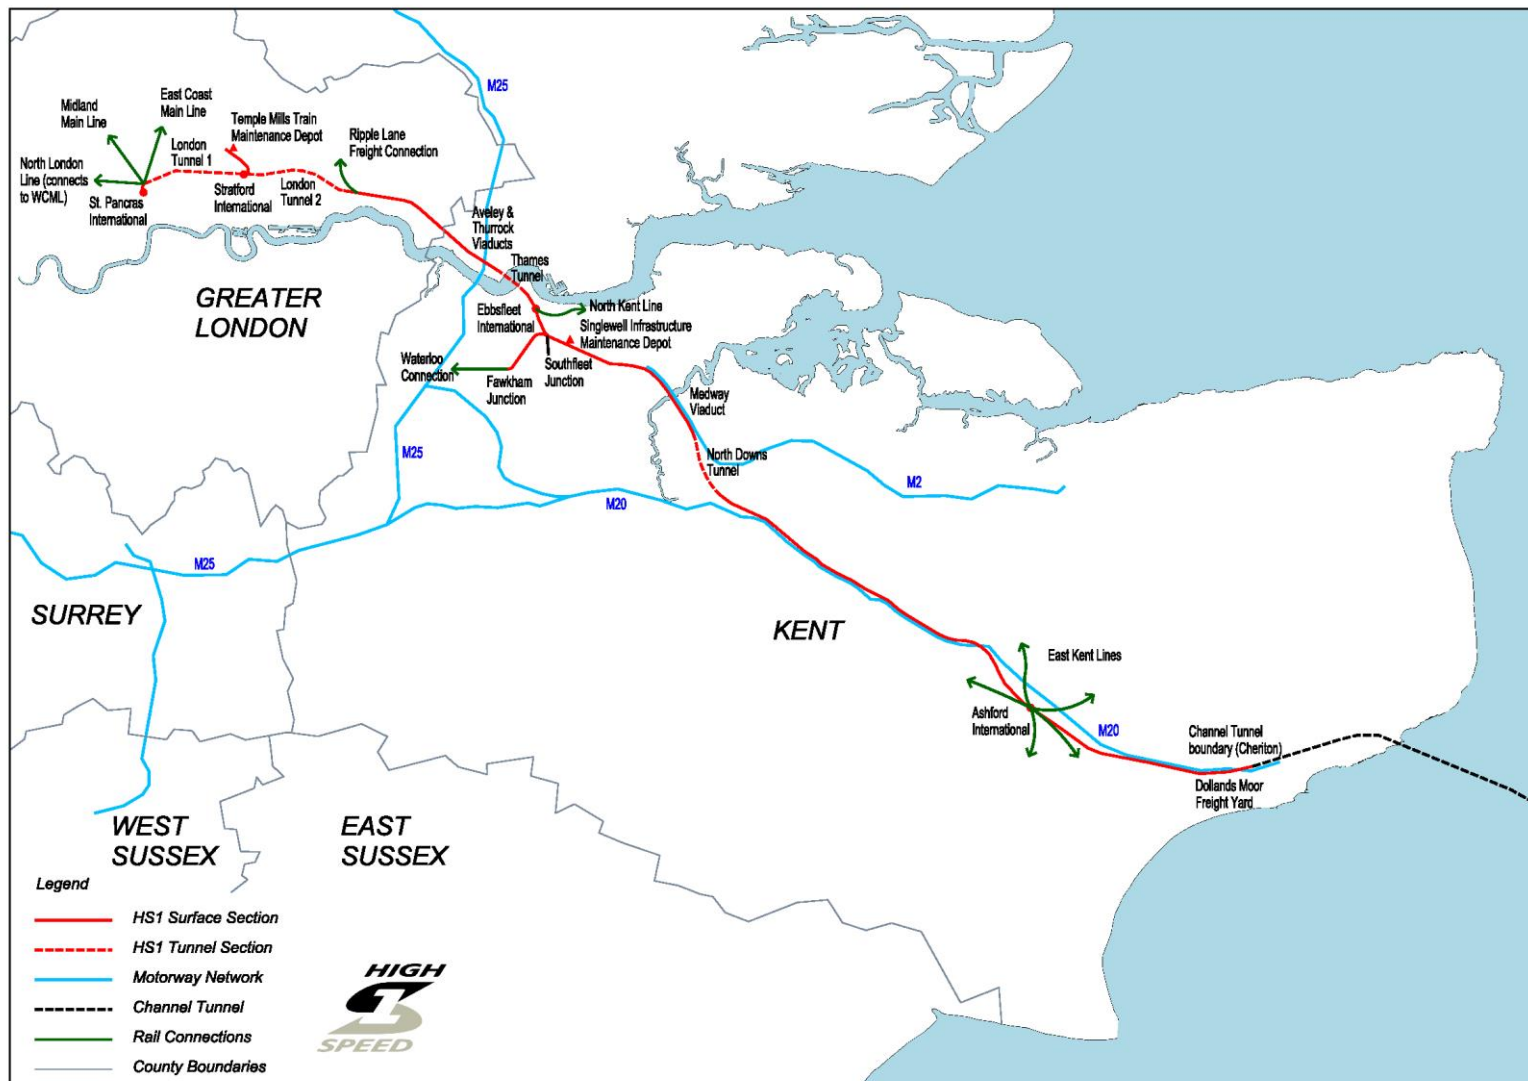 M25
East Coast
Main Line
Midland
Main Line
Temple Mills Train
Maintenance Depot
Ripple Lane
Freight Connection
London
Tunnel 1
North London
Line (connects
to WCML)
St. Pancras
International
Stratford
International
London
Tunnel 2
Aveley &
Thurrock
Viaducts
Thames
Tunnel
GREATER
LONDON
Ebbsfleet
International
North Kent Line
Singlewell Infrastructure
Maintenance Depot
Waterloo
Connection
Fawkham
Junction
Southfleet
Junction
Medway
Viaduct
M25
North Downs
Tunnel
M2
M20
M25
SURREY
KENT
East Kent Lines
Ashford
International
M20
Channel Tunnel
boundary (Cheriton)
Dollands Moor
Freight Yard
WEST
SUSSEX
EAST
SUSSEX
Legend
HS1 Surface Section
HS1 Tunnel Section
Motorway Network
Channel Tunnel
Rail Connections
County Boundaries
HIGH
1
SPEED